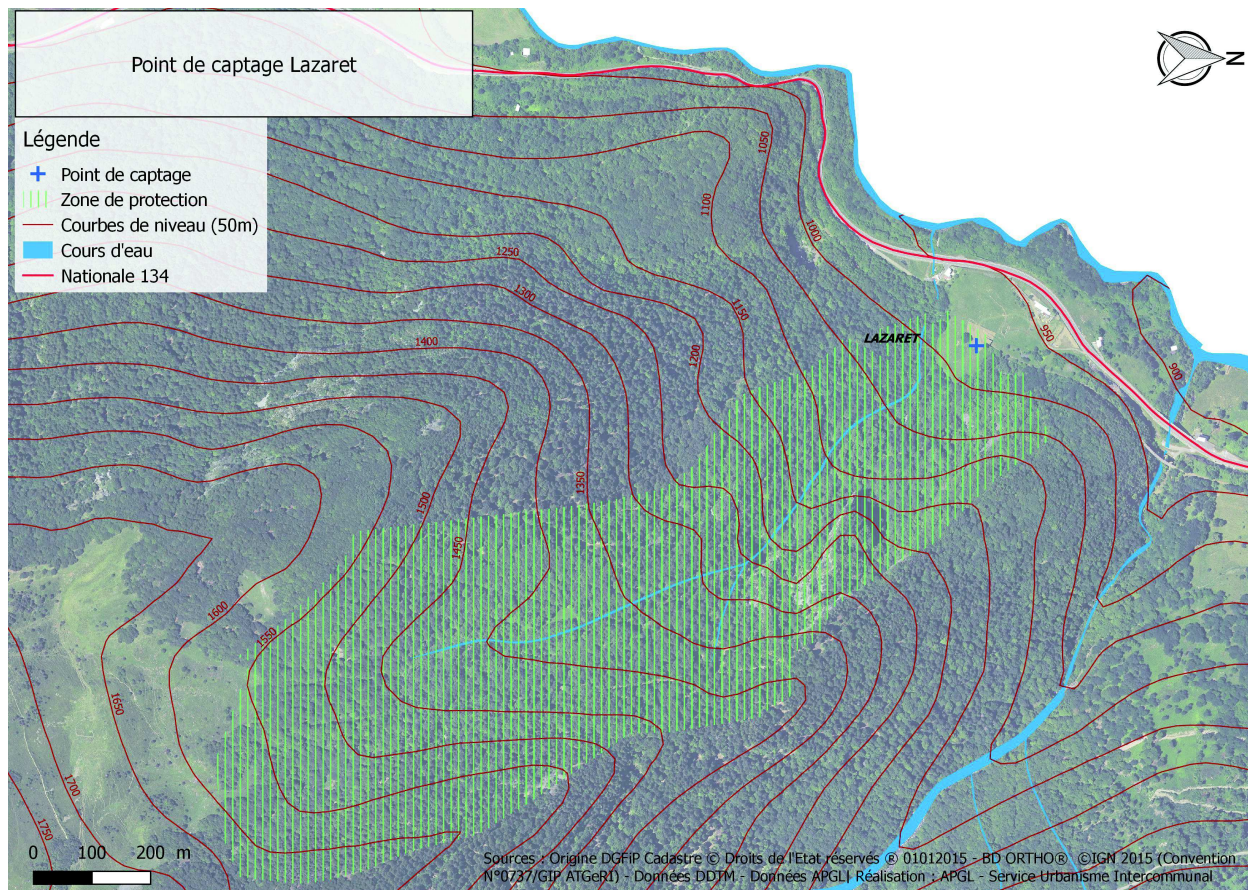 Point de captage Lazaret
N
Légende
Point de captage
Zone de protection
Courbes de niveau (50m)
Cours d'eau
Nationale 134
1050
1100
1000
1250
1300
1150
950
1400
LAZARET
1200
900
1350
1500
1450
1600
1550
1650
1700
1750
0 100 200 m
Sources : Origine DGFiP Cadastre © Droits de l'Etat réservés ® 01012015 - BD ORTHO® ©IGN 2015 (Convention
N°0737/GIP ATGeRI) - Données DDTM - Données APGL| Réalisation : APGL - Service Urbanisme Intercommunal